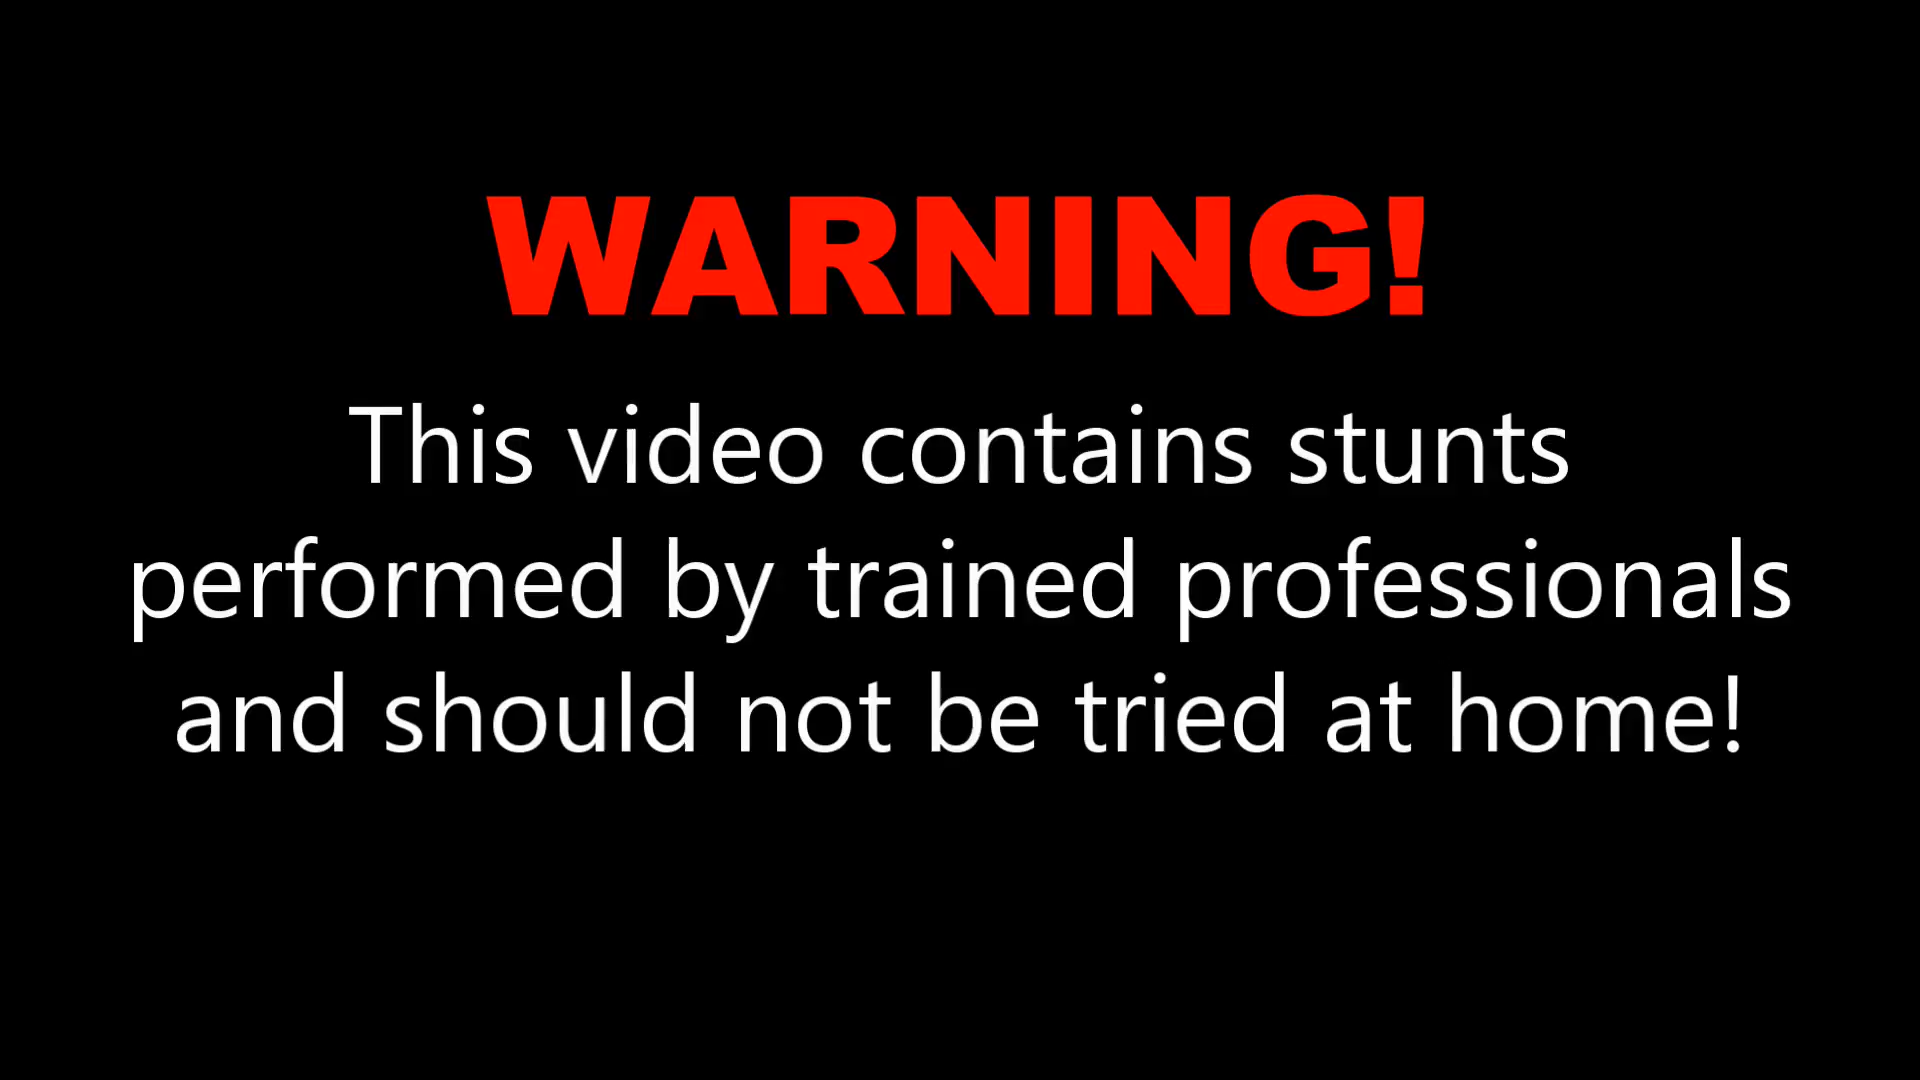 WARNING!
This video contains stunts
performed by trained professionals
and should not be tried at home!